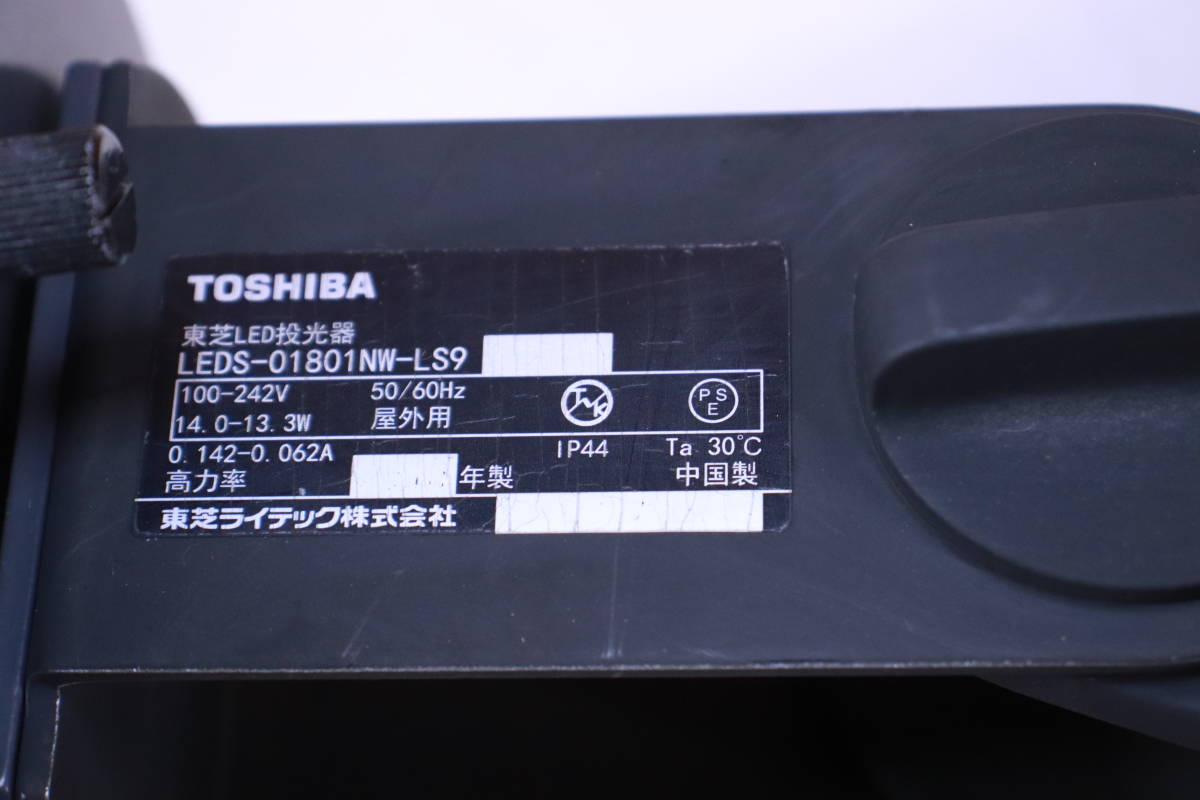 TOSHIBA
東芝LED投光器
LEDS-01801NW-LS9
100-242V 50/60Hz
14.0-13.3W 屋外用
PS
E
0.142-0.062A IP44 Ta 30℃
高力率 年製 中国製
東芝ライテック株式会社